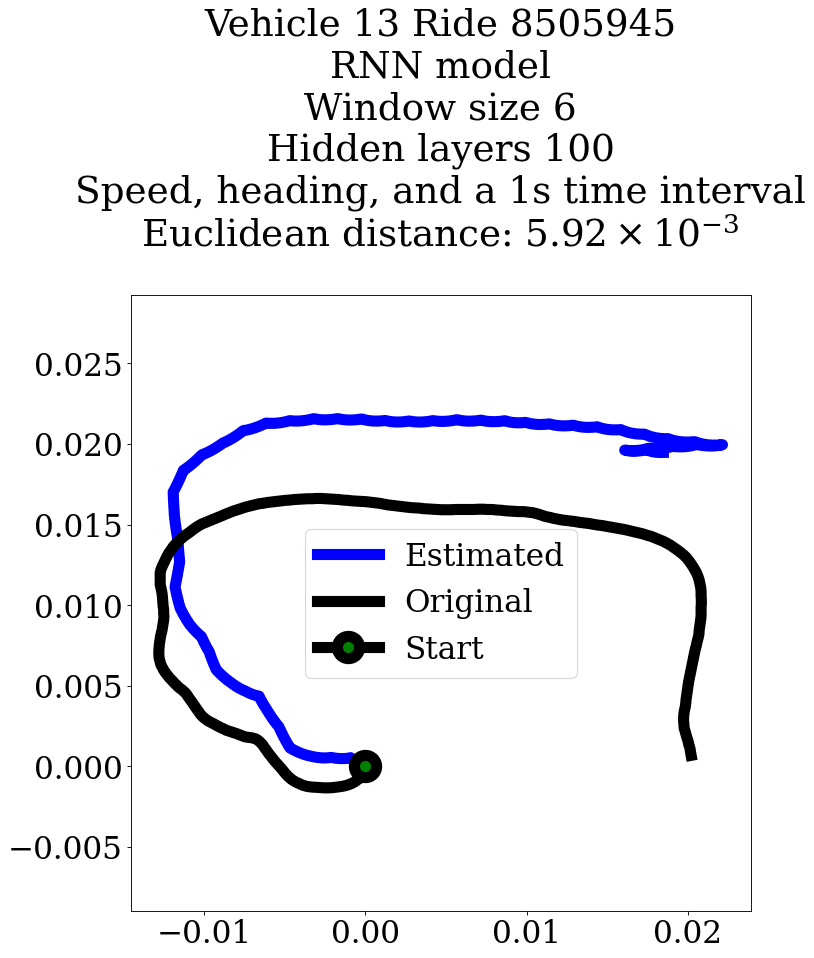 Vehicle 13 Ride 8505945
RNN model
Window size 6
Hidden layers 100
Speed, heading, and a 1s time interval
Euclidean distance: 5.92 × 10⁻³
0.025
0.020
0.015
0.010
0.005
0.000
−0.005
Estimated
Original
Start
−0.01 0.00 0.01 0.02